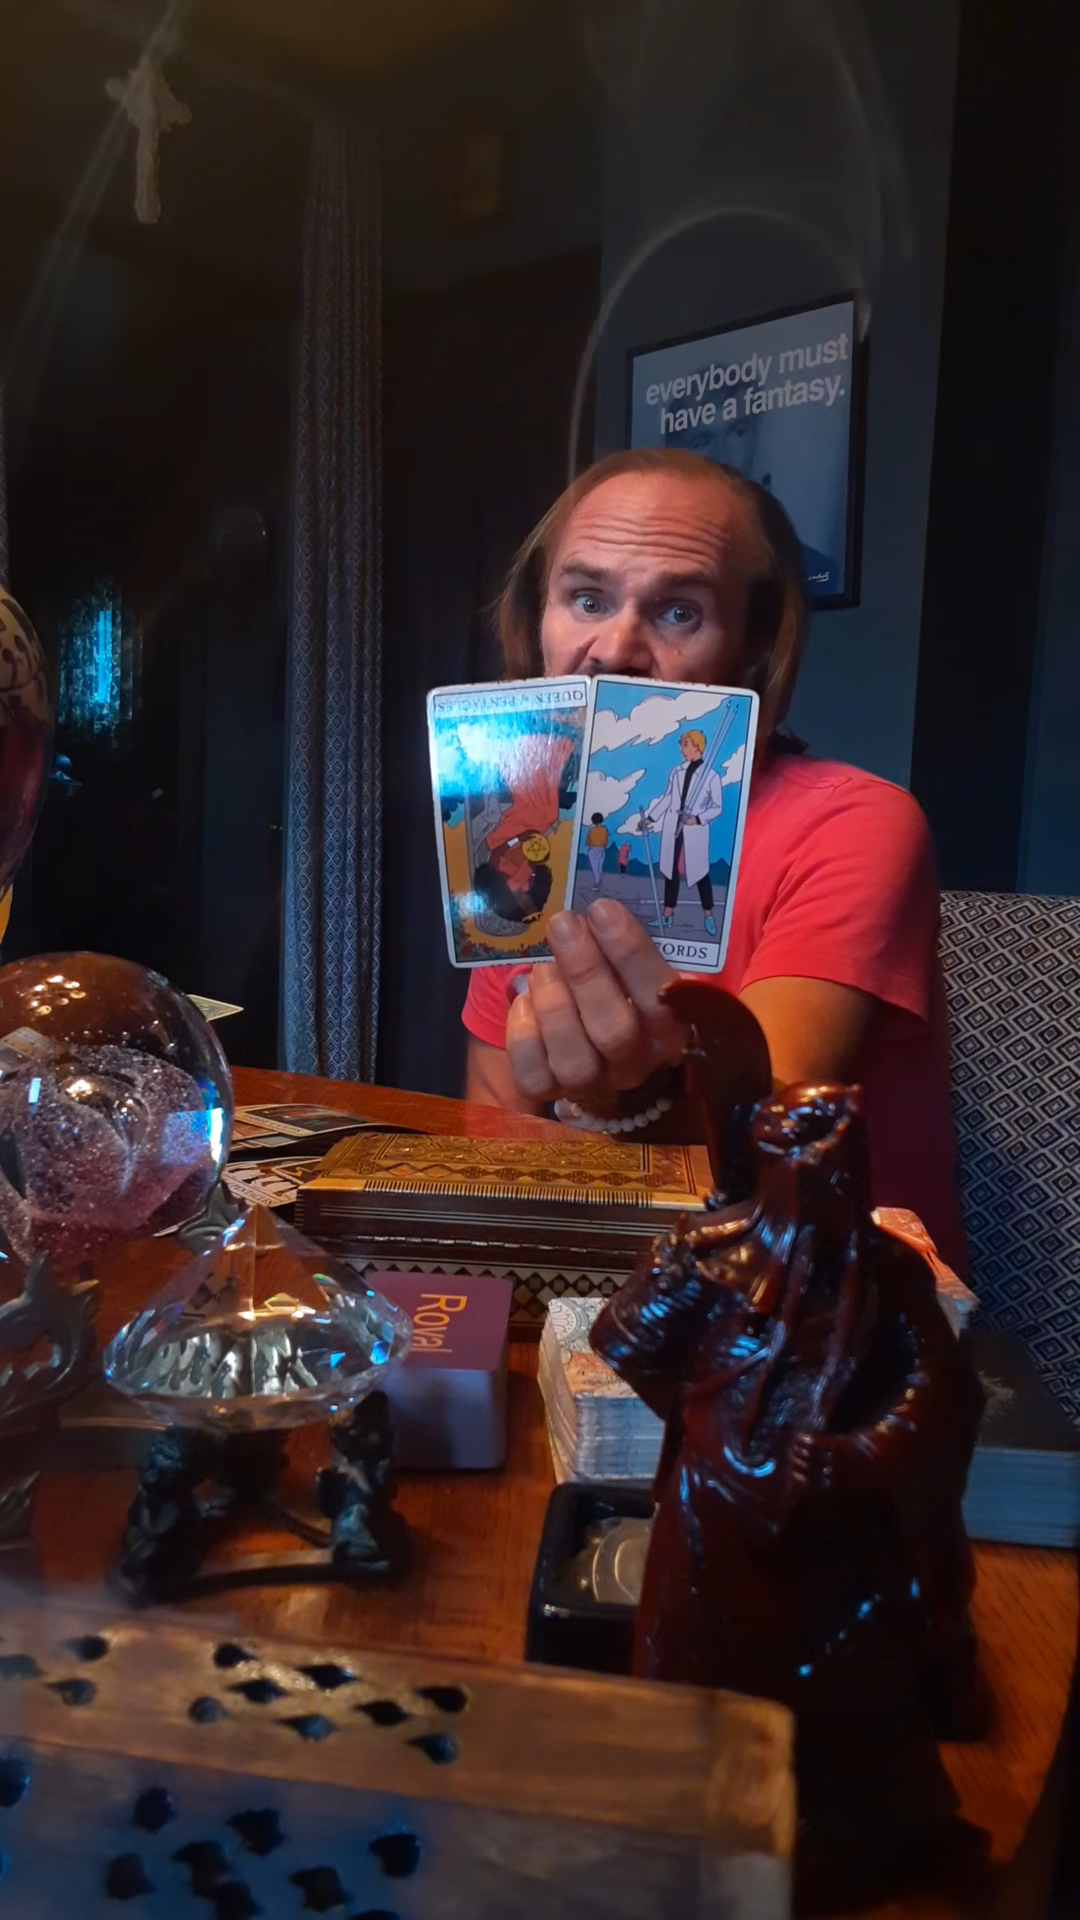 everybody must
have a fantasy.
QUEEN of PENTACLES
ORDS
Royal